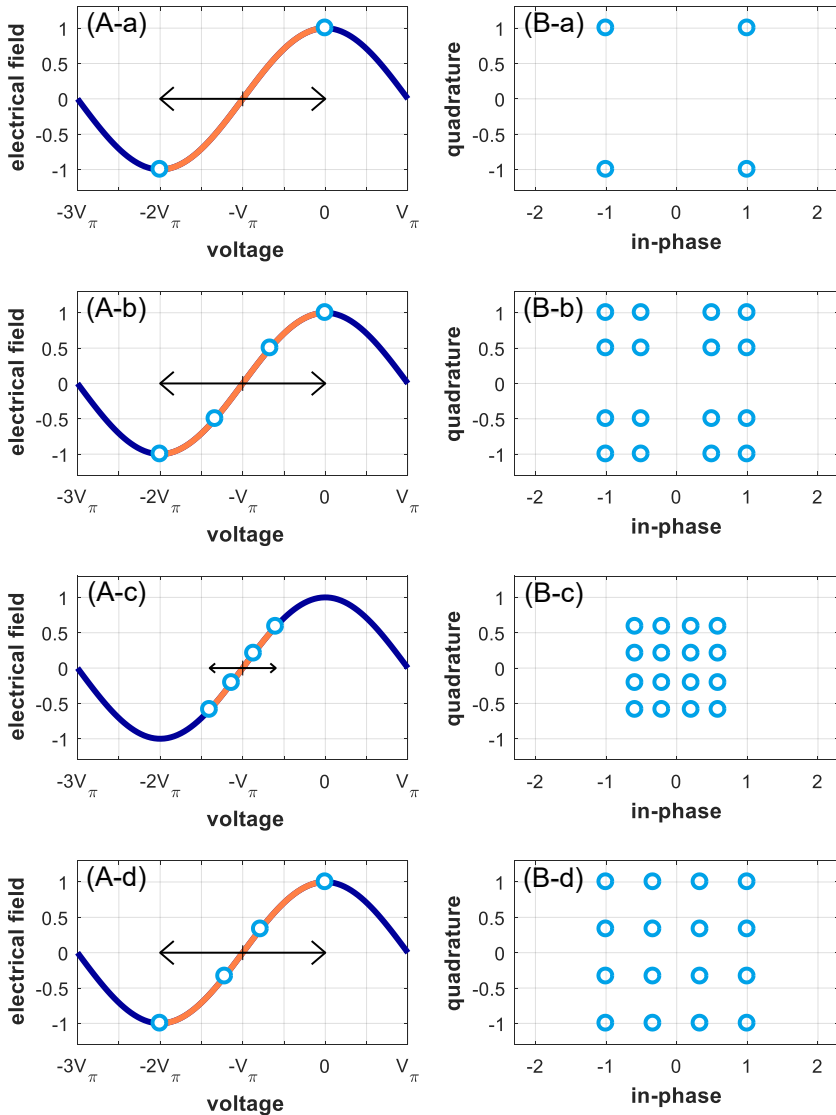 (A-a)
electrical field
1
0.5
0
-0.5
-1
-3Vπ -2Vπ -Vπ 0 Vπ
voltage
(B-a)
quadrature
1
0.5
0
-0.5
-1
-2 -1 0 1 2
in-phase
(A-b)
electrical field
1
0.5
0
-0.5
-1
-3Vπ -2Vπ -Vπ 0 Vπ
voltage
(B-b)
quadrature
1
0.5
0
-0.5
-1
-2 -1 0 1 2
in-phase
(A-c)
electrical field
1
0.5
0
-0.5
-1
-3Vπ -2Vπ -Vπ 0 Vπ
voltage
(B-c)
quadrature
1
0.5
0
-0.5
-1
-2 -1 0 1 2
in-phase
(A-d)
electrical field
1
0.5
0
-0.5
-1
-3Vπ -2Vπ -Vπ 0 Vπ
voltage
(B-d)
quadrature
1
0.5
0
-0.5
-1
-2 -1 0 1 2
in-phase